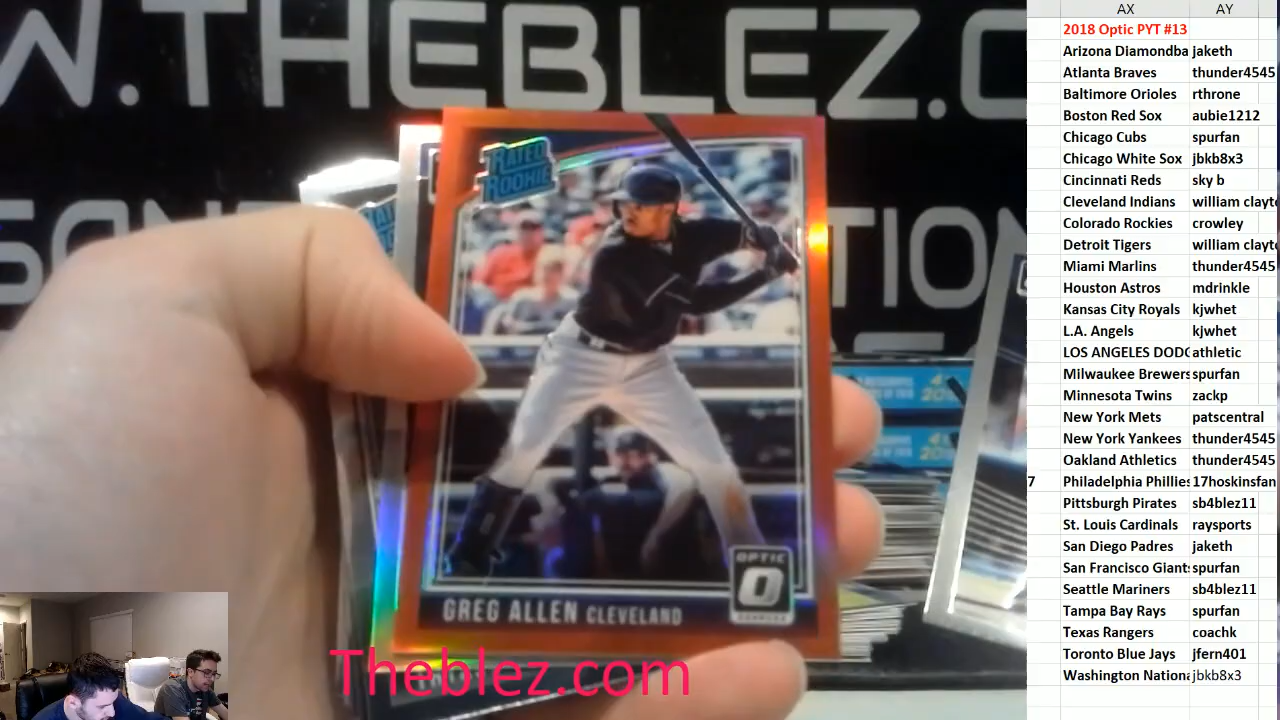 W.THEBLEZ.C
RATED
ROOKIE
OPTIC
GREG ALLEN CLEVELAND
Theblez.com
AX AY
2018 Optic PYT #13
Arizona Diamondba jaketh
Atlanta Braves thunder4545
Baltimore Orioles rthrone
Boston Red Sox aubie1212
Chicago Cubs spurfan
Chicago White Sox jbkb8x3
Cincinnati Reds sky b
Cleveland Indians william clayto
Colorado Rockies crowley
Detroit Tigers william clayto
Miami Marlins thunder4545
Houston Astros mdrinkle
Kansas City Royals kjwhet
L.A. Angels kjwhet
LOS ANGELES DODG athletic
Milwaukee Brewers spurfan
Minnesota Twins zackp
New York Mets patscentral
New York Yankees thunder4545
Oakland Athletics thunder4545
7 Philadelphia Phillies 17hoskinsfan
Pittsburgh Pirates sb4blez11
St. Louis Cardinals raysports
San Diego Padres jaketh
San Francisco Giants spurfan
Seattle Mariners sb4blez11
Tampa Bay Rays spurfan
Texas Rangers coachk
Toronto Blue Jays jfern401
Washington Nationa jbkb8x3